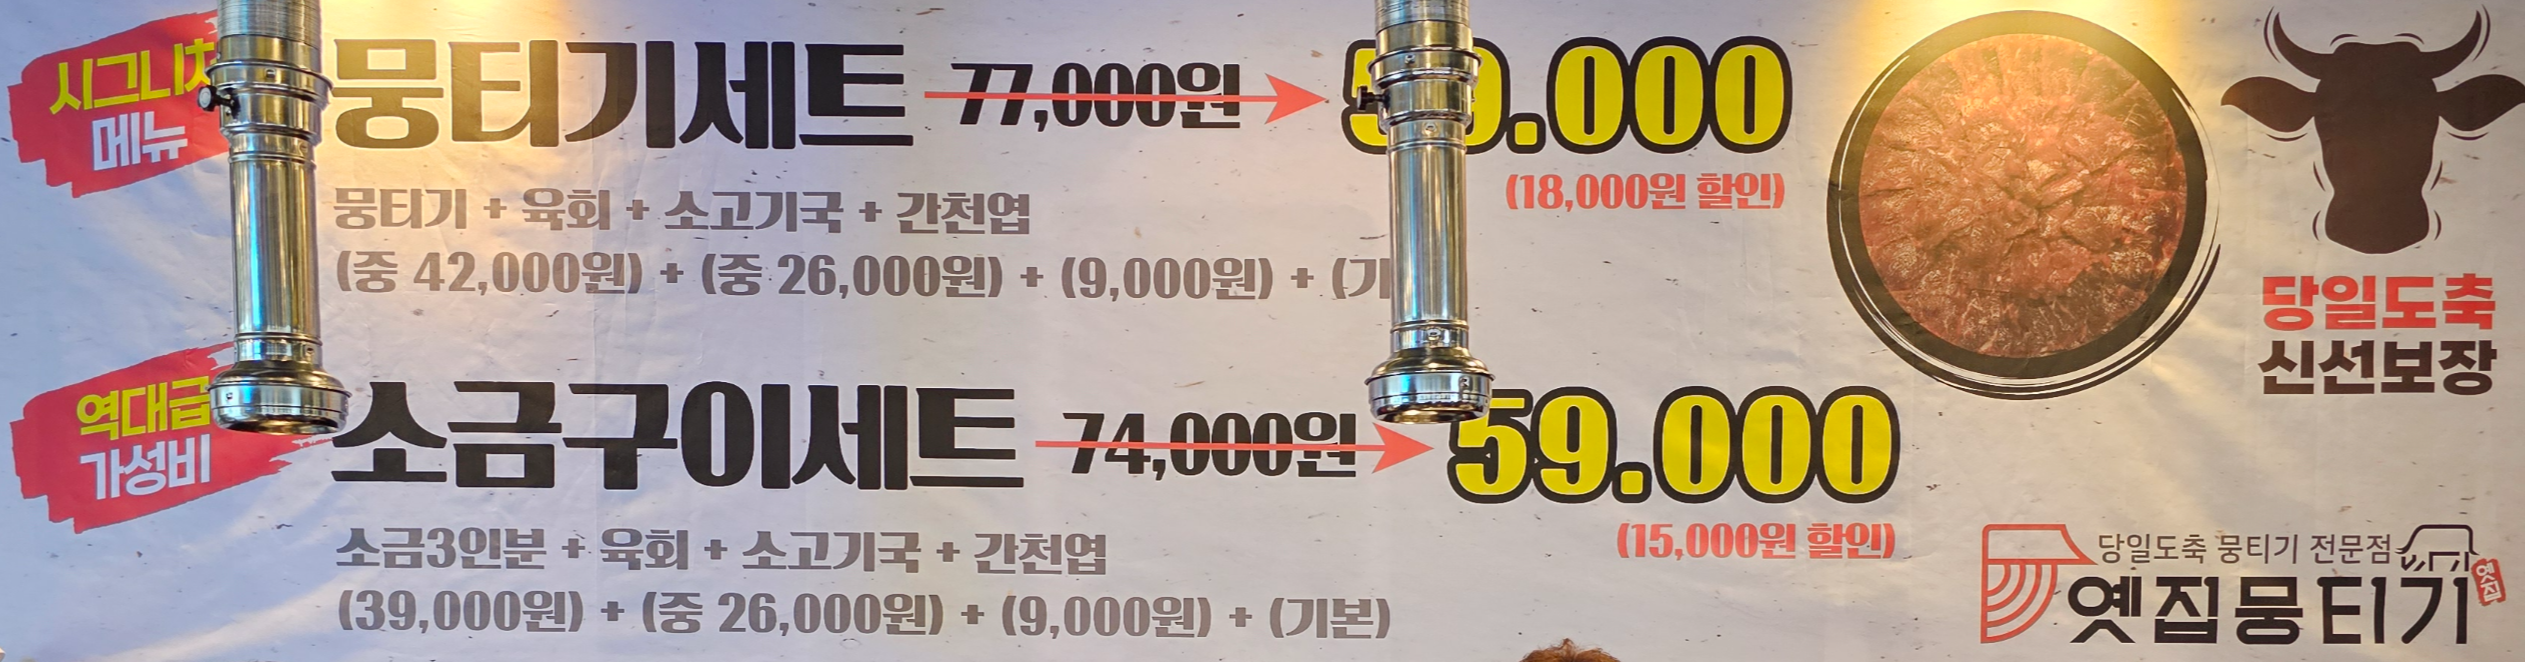 메뉴
뭉티기세트 77,000원 59.000
(18,000원 할인)
뭉티기 + 육회 + 소고기국 + 간천엽
(중 42,000원) + (중 26,000원) + (9,000원) + (기
역대급
가성비
소금구이세트 74,000원 59.000
(15,000원 할인)
소금3인분 + 육회 + 소고기국 + 간천엽
(39,000원) + (중 26,000원) + (9,000원) + (기본)
당일도축
신선보장
당일도축 뭉티기 전문점
옛집뭉티기
옛집